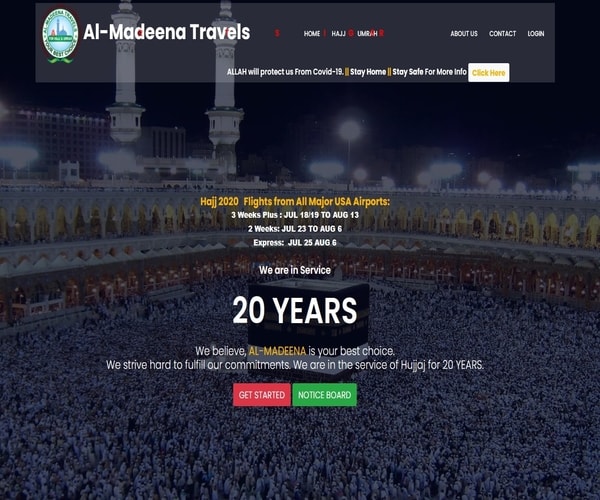 Al-Madeena Travels
HOME HAJJ UMRAH ABOUT US CONTACT LOGIN
ALLAH will protect us From Covid-19. || Stay Home || Stay Safe For More Info Click Here
Hajj 2020 Flights from All Major USA Airports:
3 Weeks Plus : JUL 18/19 TO AUG 13
2 Weeks: JUL 23 TO AUG 6
Express: JUL 25 AUG 6
We are in Service
20 YEARS
We believe, AL-MADEENA is your best choice.
We strive hard to fulfill our commitments. We are in the service of Hujjaj for 20 YEARS.
GET STARTED NOTICE BOARD